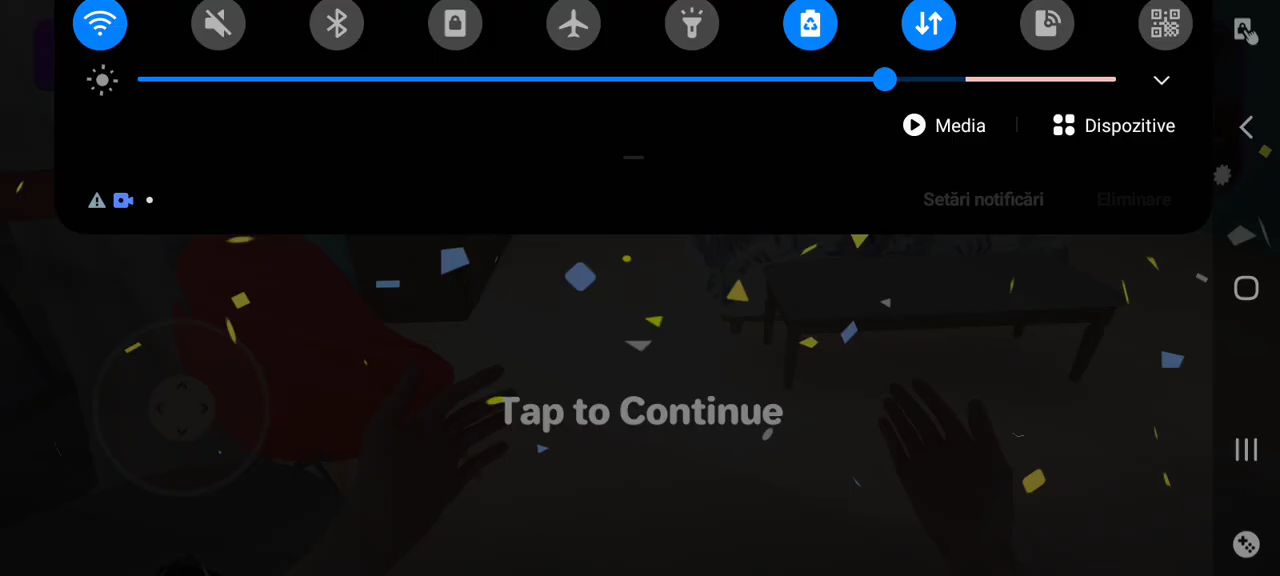 Media
Dispozitive
Setări notificări
Eliminare
Tap to Continue